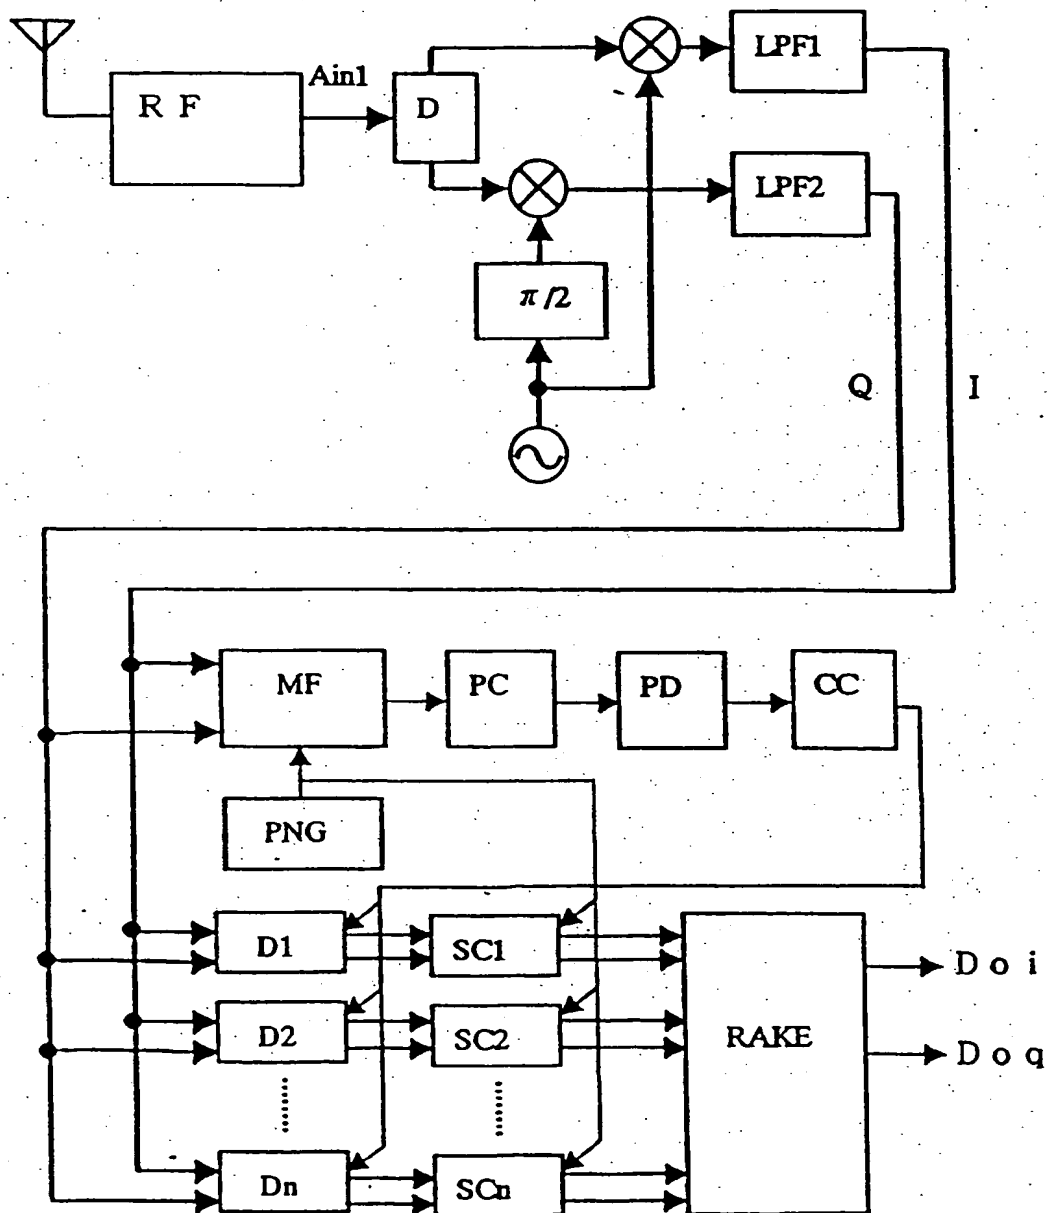 R F
Ain1
D
LPF1
LPF2
π/2
Q
I
MF
PC
PD
CC
PNG
D1
SC1
D2
SC2
Dn
SCn
RAKE
D o i
D o q